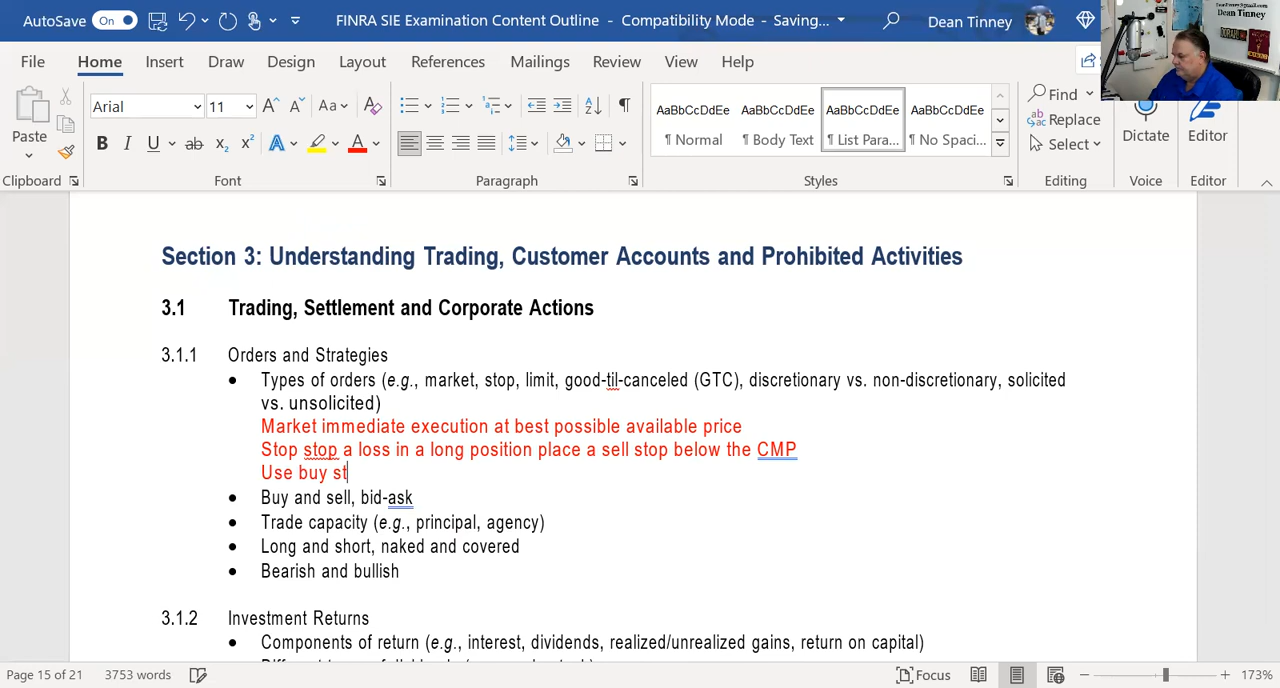 AutoSave On FINRA SIE Examination Content Outline - Compatibility Mode - Saving... Dean Tinney
Dean Tinney
File Home Insert Draw Design Layout References Mailings Review View Help
Paste
Arial 11 Aa
AaBbCcDdEe AaBbCcDdEe AaBbCcDdEe AaBbCcDdEe
¶ Normal ¶ Body Text ¶ List Para... ¶ No Spaci...
Find
Replace
Select
Dictate
Editor
Clipboard Font Paragraph Styles Editing Voice Editor
Section 3: Understanding Trading, Customer Accounts and Prohibited Activities
3.1 Trading, Settlement and Corporate Actions
3.1.1 Orders and Strategies
• Types of orders (e.g., market, stop, limit, good-til-canceled (GTC), discretionary vs. non-discretionary, solicited
vs. unsolicited)
Market immediate execution at best possible available price
Stop stop a loss in a long position place a sell stop below the CMP
Use buy st
• Buy and sell, bid-ask
• Trade capacity (e.g., principal, agency)
• Long and short, naked and covered
• Bearish and bullish
3.1.2 Investment Returns
• Components of return (e.g., interest, dividends, realized/unrealized gains, return on capital)
Page 15 of 21 3753 words Focus 173%